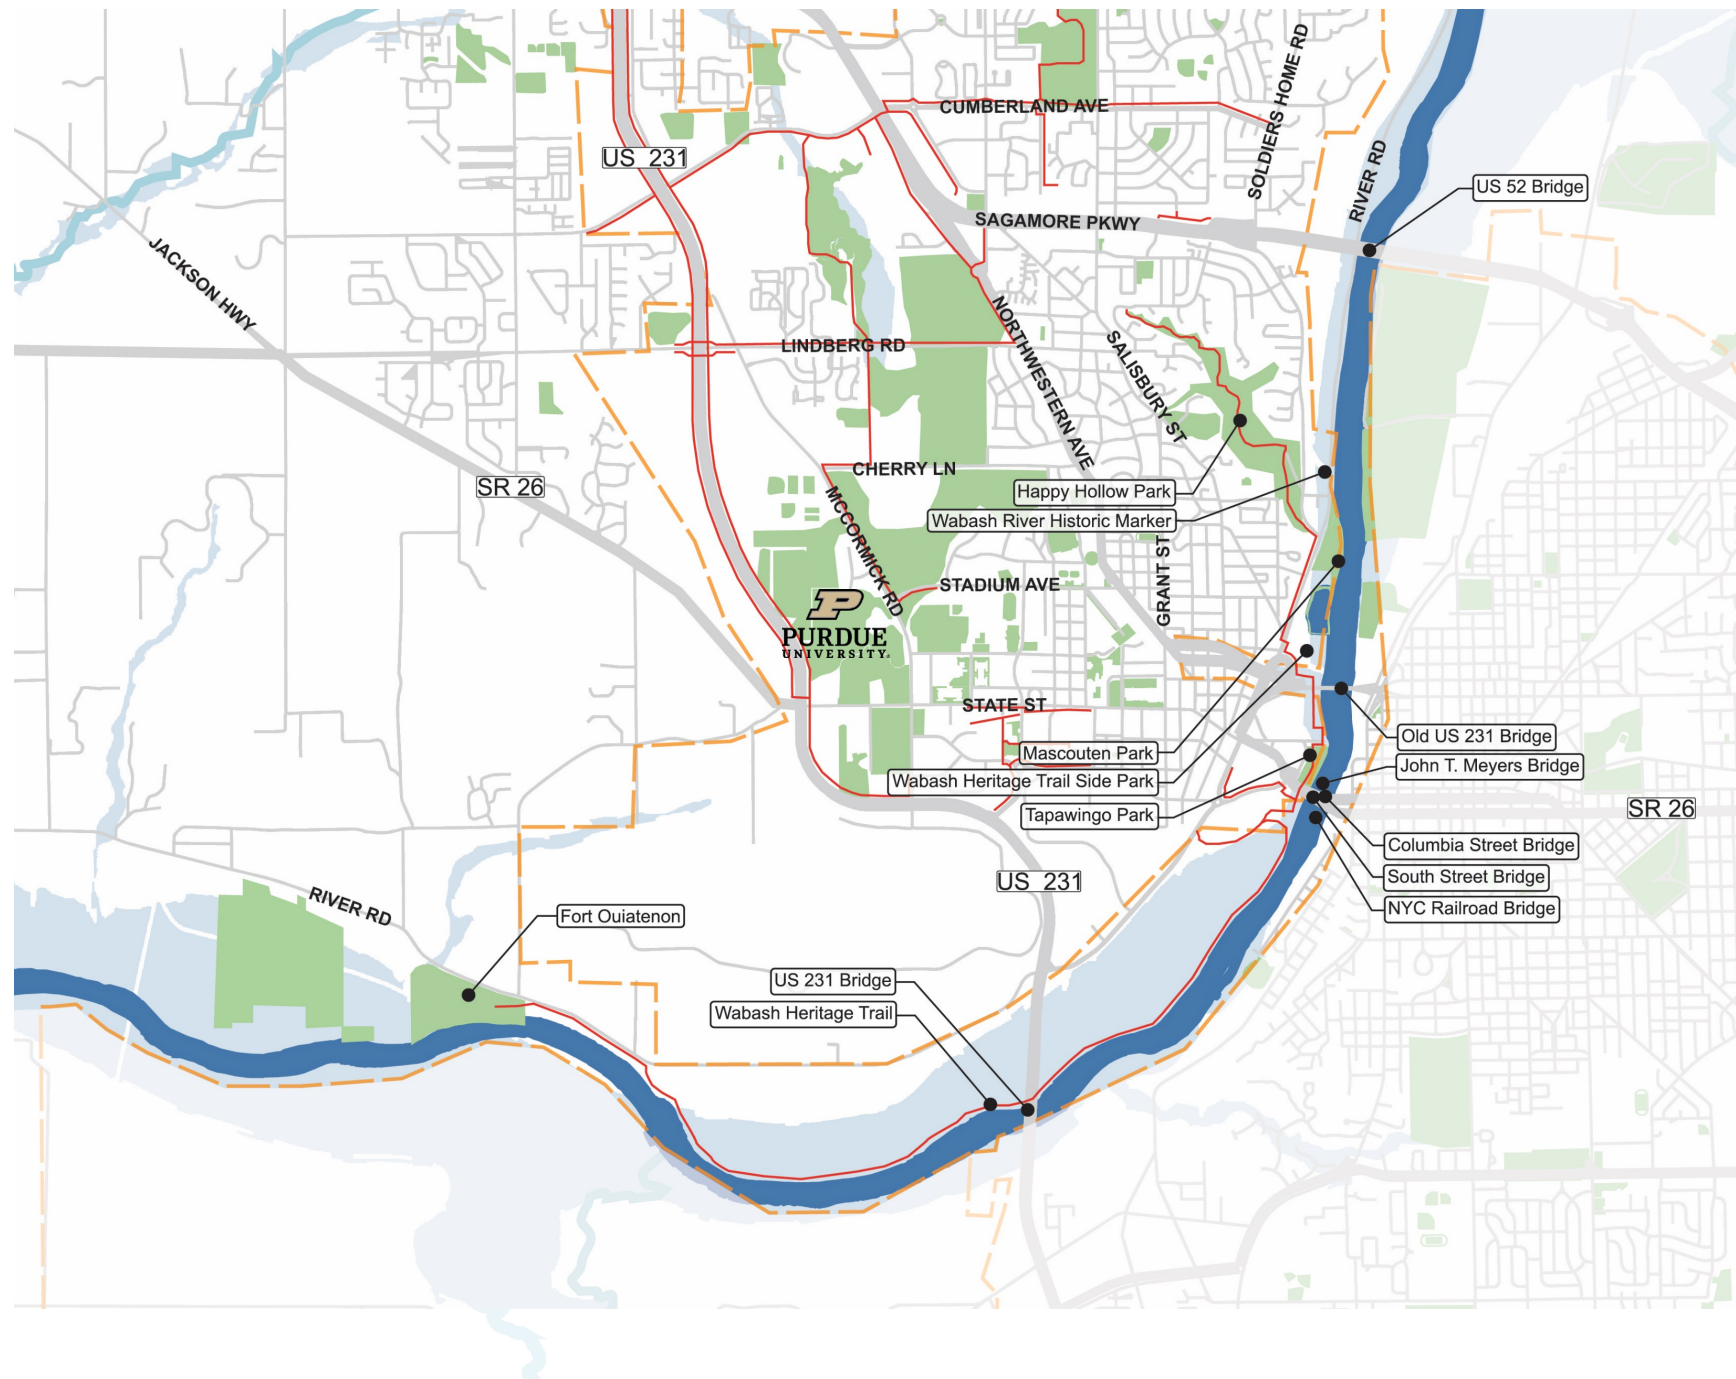 CUMBERLAND AVE
SOLDIERS HOME RD
US 231
RIVER RD
US 52 Bridge
SAGAMORE PKWY
JACKSON HWY
NORTHWESTERN AVE
LINDBERG RD
SALISBURY ST
CHERRY LN
SR 26
Happy Hollow Park
MCCORMICK RD
Wabash River Historic Marker
GRANT ST
STADIUM AVE
P
PURDUE
UNIVERSITY
STATE ST
Old US 231 Bridge
Mascouten Park
John T. Meyers Bridge
Wabash Heritage Trail Side Park
SR 26
Tapawingo Park
Columbia Street Bridge
South Street Bridge
US 231
RIVER RD
NYC Railroad Bridge
Fort Ouiatenon
US 231 Bridge
Wabash Heritage Trail